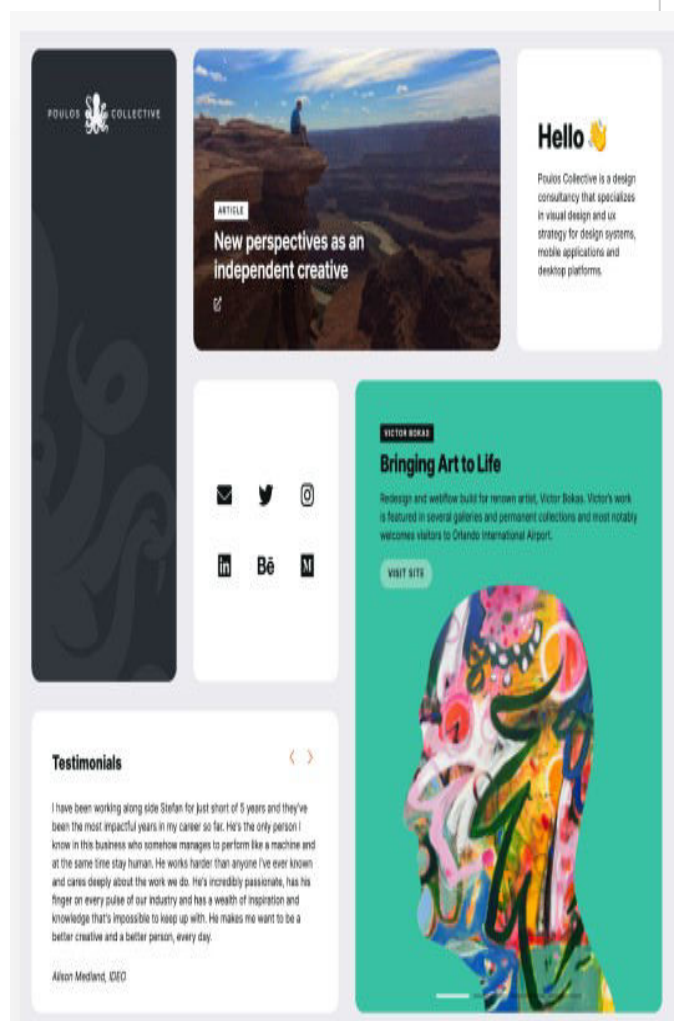 POULOS COLLECTIVE
ARTICLE
New perspectives as an
independent creative
Hello 👋
Poulos Collective is a design
consultancy that specializes
in visual design and ux
strategy for design systems,
mobile applications and
desktop platforms.
in Bē M
VICTOR BOKAS
Bringing Art to Life
Redesign and webflow build for renown artist, Victor Bokas. Victor's work
is featured in several galleries and permanent collections and most notably
welcomes visitors to Orlando International Airport.
VISIT SITE
Testimonials
I have been working along side Stefan for just short of 5 years and they've
been the most impactful years in my career so far. He's the only person I
know in this business who somehow manages to perform like a machine and
at the same time stay human. He works harder than anyone I've ever known
and cares deeply about the work we do. He's incredibly passionate, has his
finger on every pulse of our industry and has a wealth of inspiration and
knowledge that's impossible to keep up with. He makes me want to be a
better creative and a better person, every day.
Alison Medland, IDEO